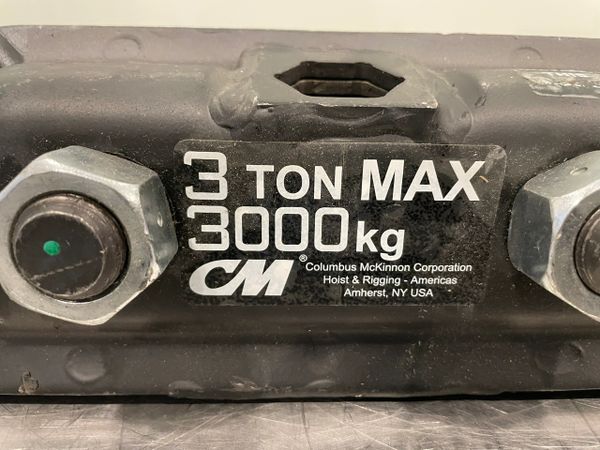 3 TON MAX
3000kg
CM®
Columbus McKinnon Corporation
Hoist & Rigging - Americas
Amherst, NY USA